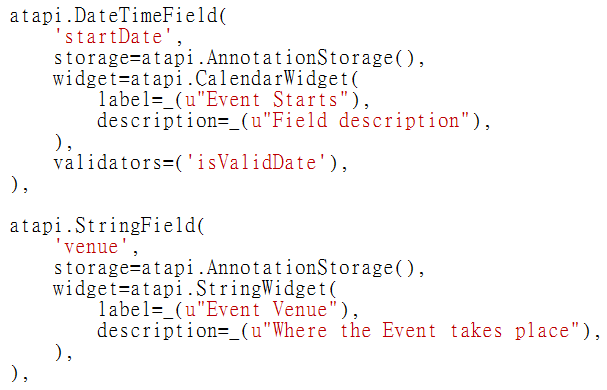 atapi.DateTimeField(
    'startDate',
    storage=atapi.AnnotationStorage(),
    widget=atapi.CalendarWidget(
        label=_(u"Event Starts"),
        description=_(u"Field description"),
    ),
    validators=('isValidDate'),
),

atapi.StringField(
    'venue',
    storage=atapi.AnnotationStorage(),
    widget=atapi.StringWidget(
        label=_(u"Event Venue"),
        description=_(u"Where the Event takes place"),
    ),
),